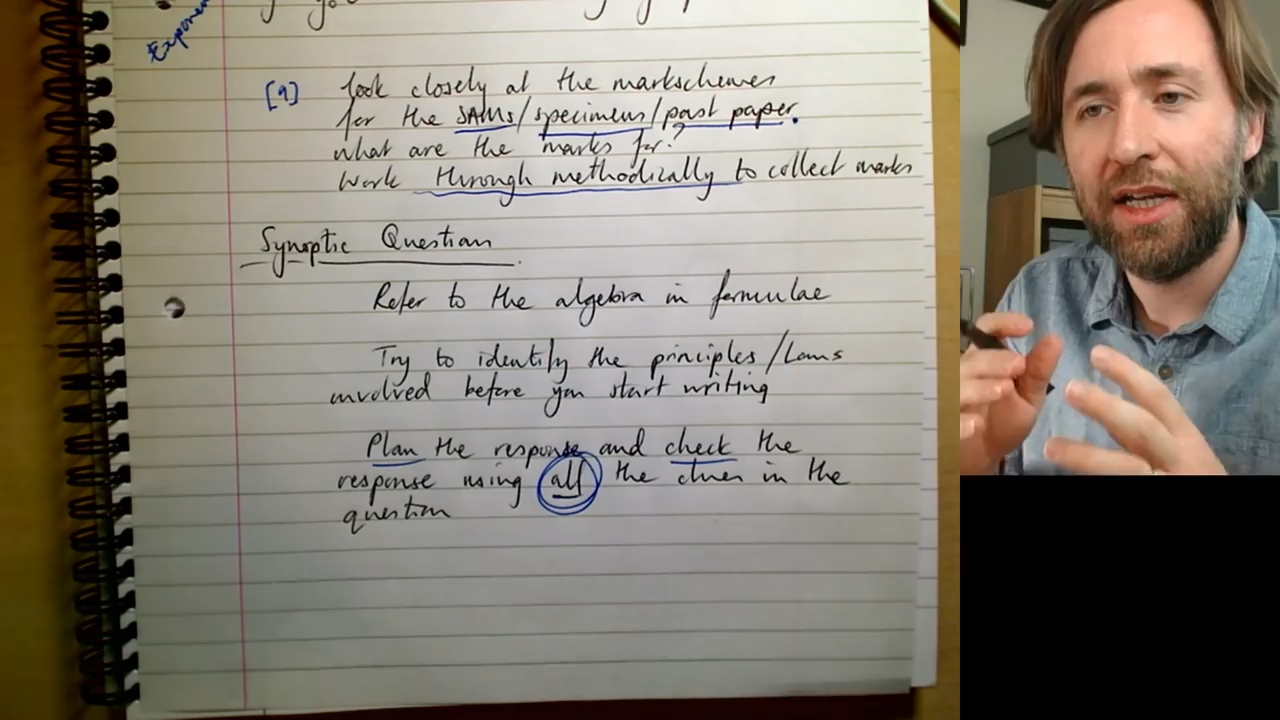 Exponen
[9] look closely at the markschemes
for the SAMs/specimens/past paper.
what are the marks for?
Work through methodically to collect marks
Synoptic Question
Refer to the algebra in formulae
Try to identify the principles/Laws
involved before you start writing
Plan the response and check the
response using all the clues in the
question